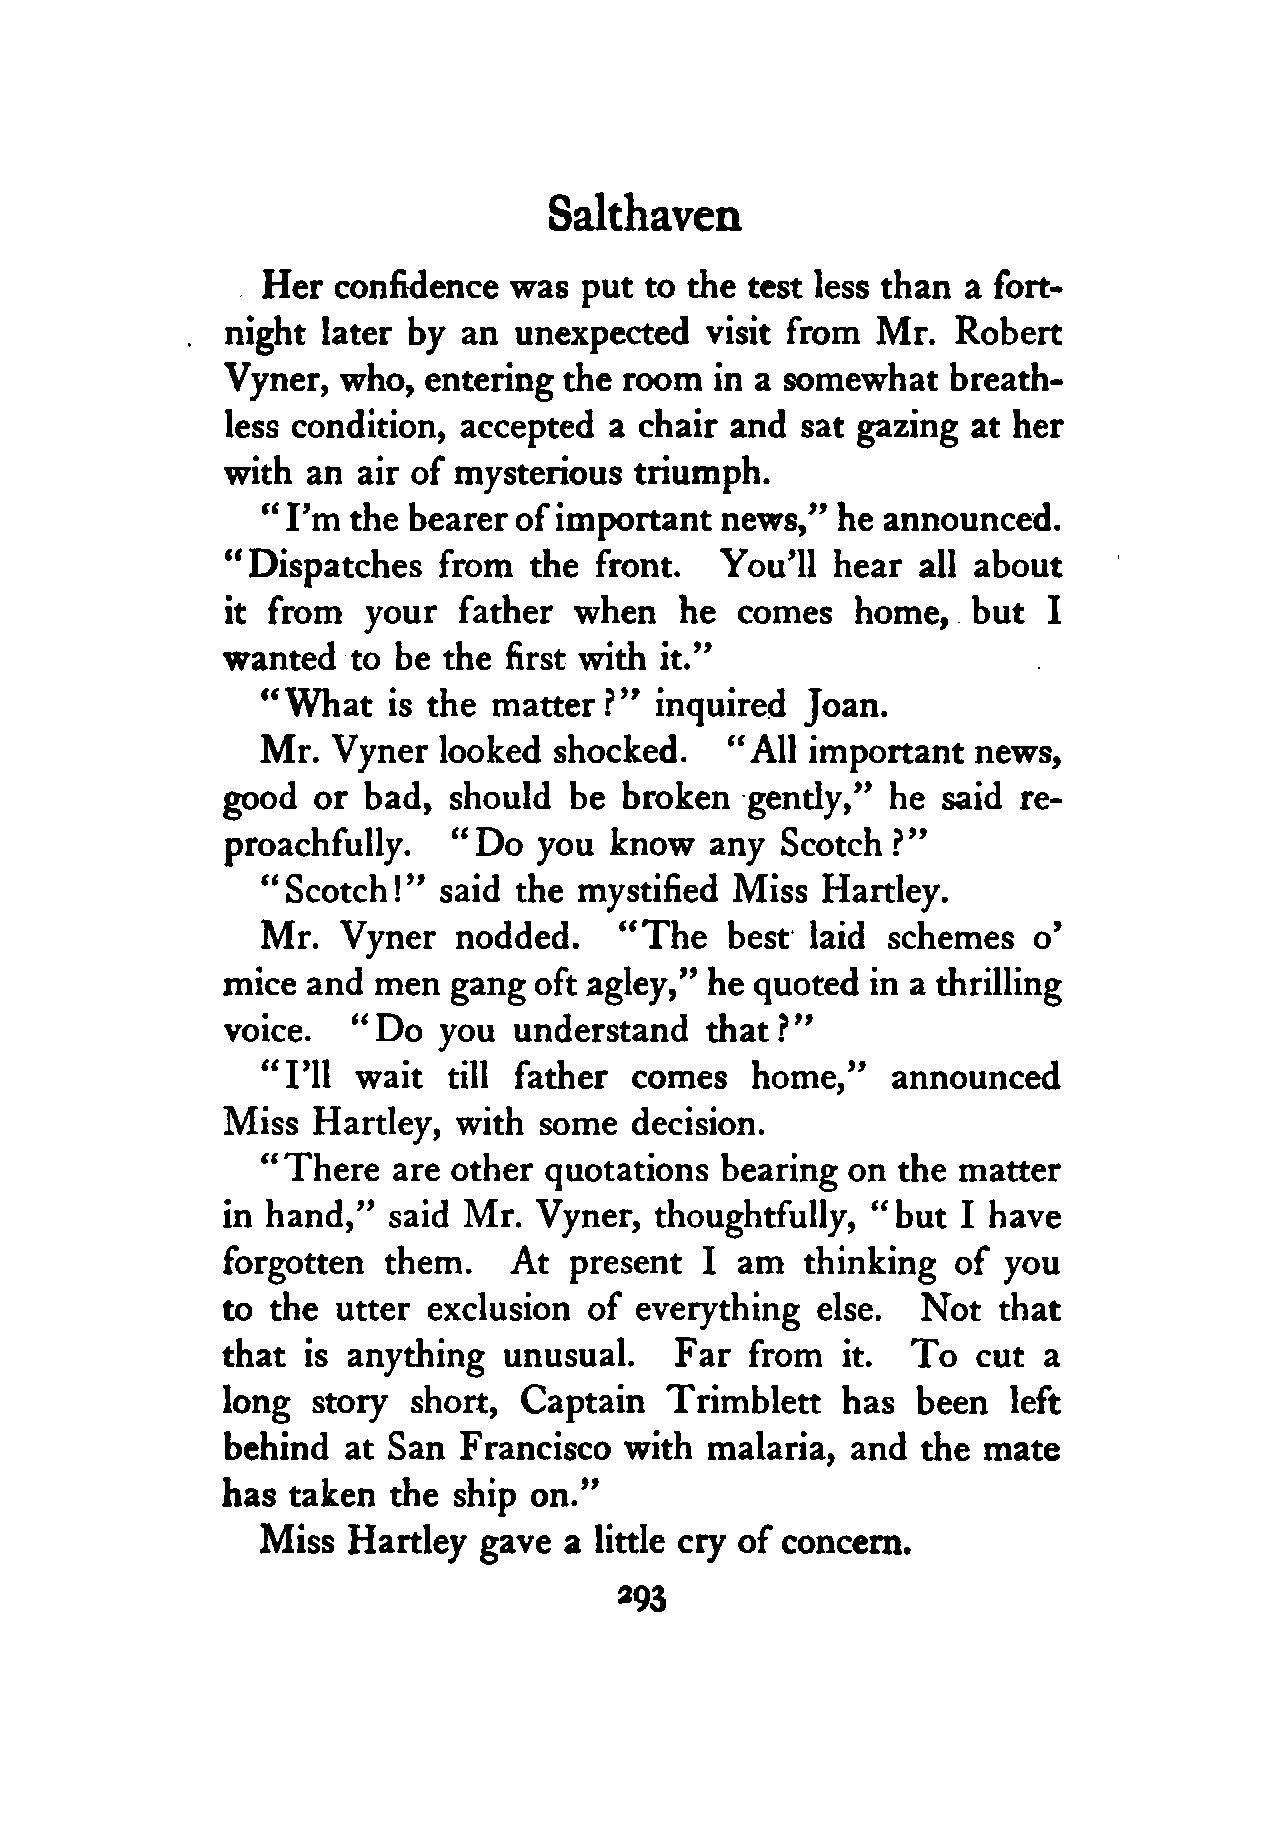 Salthaven
Her confidence was put to the test less than a fort-
night later by an unexpected visit from Mr. Robert
Vyner, who, entering the room in a somewhat breath-
less condition, accepted a chair and sat gazing at her
with an air of mysterious triumph.
"I'm the bearer of important news," he announced.
"Dispatches from the front. You'll hear all about
it from your father when he comes home, but I
wanted to be the first with it."
"What is the matter?" inquired Joan.
Mr. Vyner looked shocked. "All important news,
good or bad, should be broken gently," he said re-
proachfully. "Do you know any Scotch?"
"Scotch!" said the mystified Miss Hartley.
Mr. Vyner nodded. "The best laid schemes o'
mice and men gang oft agley," he quoted in a thrilling
voice. "Do you understand that?"
"I'll wait till father comes home," announced
Miss Hartley, with some decision.
"There are other quotations bearing on the matter
in hand," said Mr. Vyner, thoughtfully, "but I have
forgotten them. At present I am thinking of you
to the utter exclusion of everything else. Not that
that is anything unusual. Far from it. To cut a
long story short, Captain Trimblett has been left
behind at San Francisco with malaria, and the mate
has taken the ship on."
Miss Hartley gave a little cry of concern.
293